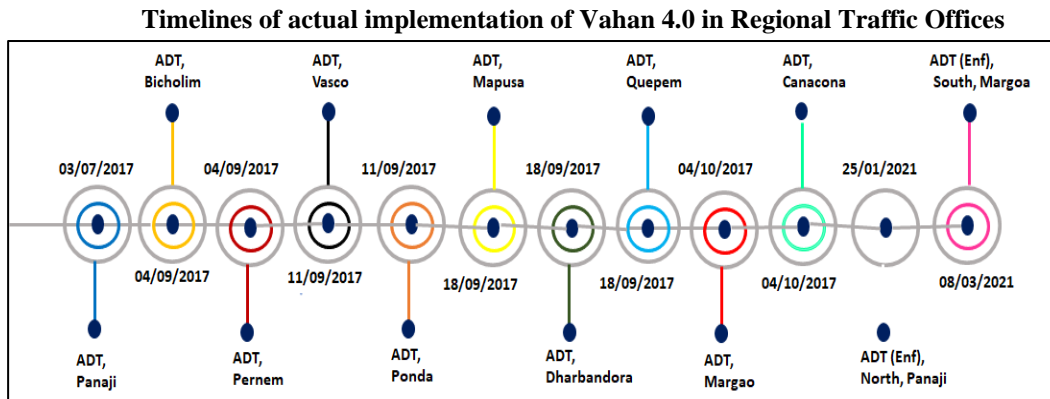 Timelines of actual implementation of Vahan 4.0 in Regional Traffic Offices
ADT,
Bicholim
ADT,
Vasco
ADT,
Mapusa
ADT,
Quepem
ADT,
Canacona
ADT (Enf),
South, Margoa
03/07/2017
04/09/2017
11/09/2017
18/09/2017
04/10/2017
25/01/2021
04/09/2017
11/09/2017
18/09/2017
18/09/2017
04/10/2017
08/03/2021
ADT,
Panaji
ADT,
Pernem
ADT,
Ponda
ADT,
Dharbandora
ADT,
Margao
ADT (Enf),
North, Panaji